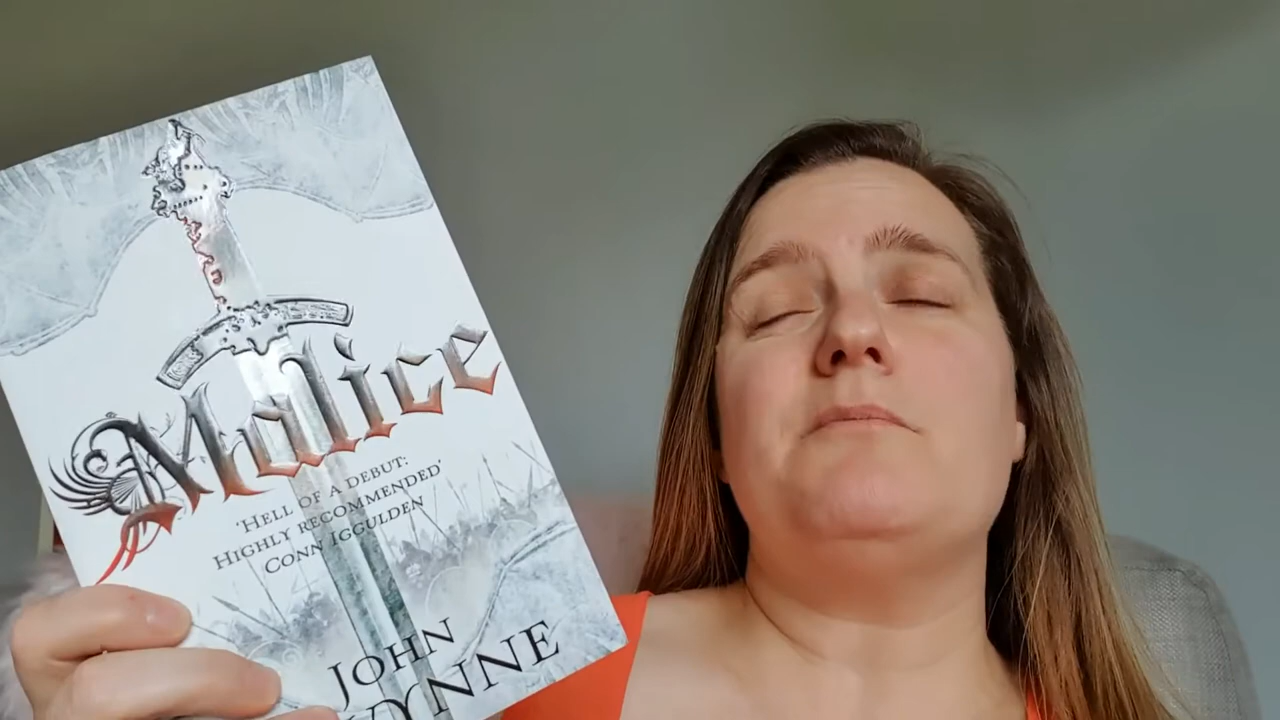 Malice
'HELL OF A DEBUT:
HIGHLY RECOMMENDED'
CONN IGGULDEN
JOHN